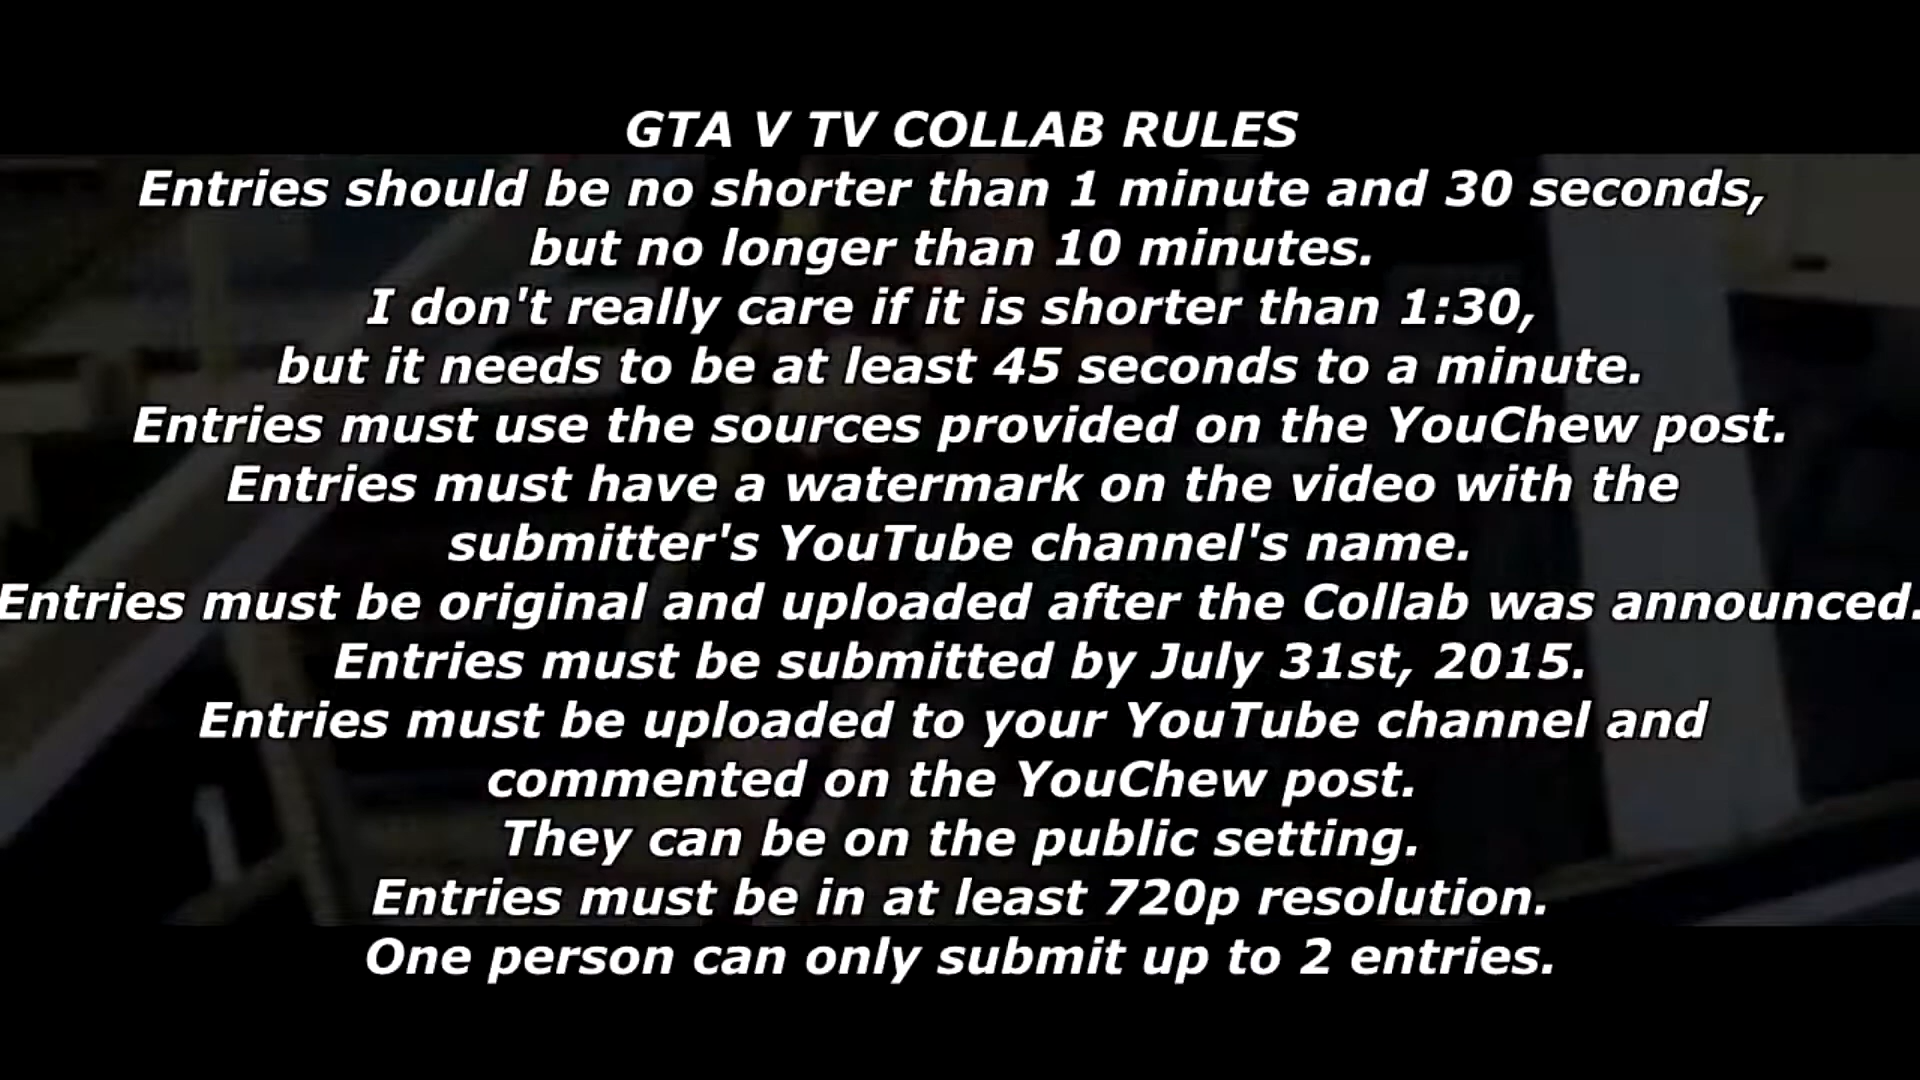 GTA V TV COLLAB RULES
Entries should be no shorter than 1 minute and 30 seconds,
but no longer than 10 minutes.
I don't really care if it is shorter than 1:30,
but it needs to be at least 45 seconds to a minute.
Entries must use the sources provided on the YouChew post.
Entries must have a watermark on the video with the
submitter's YouTube channel's name.
Entries must be original and uploaded after the Collab was announced.
Entries must be submitted by July 31st, 2015.
Entries must be uploaded to your YouTube channel and
commented on the YouChew post.
They can be on the public setting.
Entries must be in at least 720p resolution.
One person can only submit up to 2 entries.